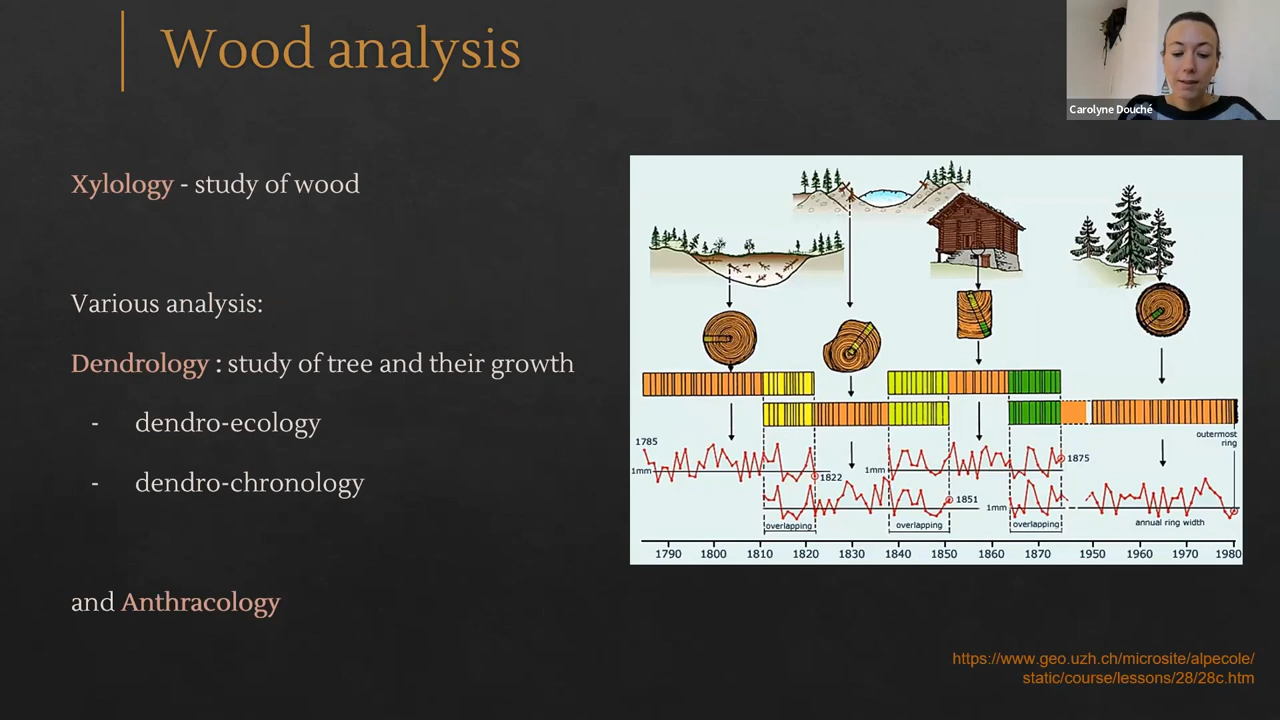 Wood analysis
Carolyne Douché
Xylology - study of wood
Various analysis:
Dendrology : study of tree and their growth
- dendro-ecology
- dendro-chronology
and Anthracology
outermost
ring
1785
1mm
1822
1mm
1851
1875
1mm
annual ring width
overlapping
overlapping
overlapping
1790 1800 1810 1820 1830 1840 1850 1860 1870 1950 1960 1970 1980
https://www.geo.uzh.ch/microsite/alpecole/
static/course/lessons/28/28c.htm